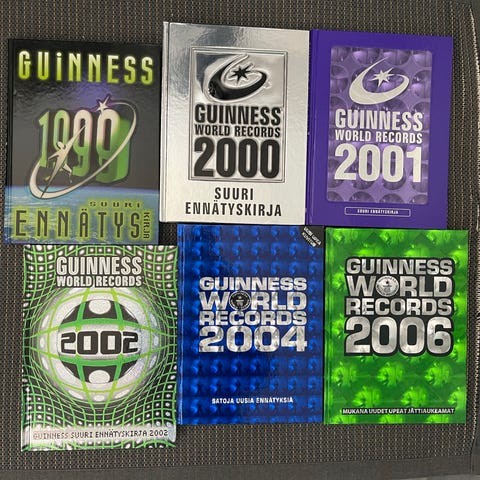 GUINNESS
1999
SUURI
ENNÄTYS
KIRJA
GUINNESS
WORLD RECORDS
2000
SUURI
ENNÄTYSKIRJA
GUINNESS
WORLD RECORDS
2001
SUURI ENNÄTYSKIRJA
GUINNESS
WORLD RECORDS
2002
GUINNESS SUURI ENNÄTYSKIRJA 2002
GUINNESS
WORLD
RECORDS
2004
SATOJA UUSIA ENNÄTYKSIÄ
GUINNESS
WORLD
RECORDS
2006
MUKANA UUDET UPEAT JÄTTIAUKEAMAT